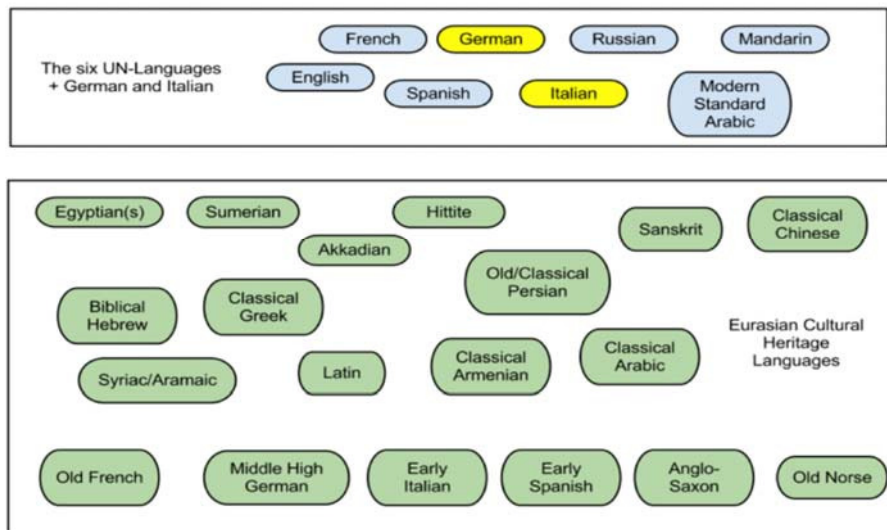 French
German
Russian
Mandarin
The six UN-Languages
+ German and Italian
English
Spanish
Italian
Modern
Standard
Arabic
Egyptian(s)
Sumerian
Hittite
Sanskrit
Classical
Chinese
Akkadian
Old/Classical
Persian
Biblical
Hebrew
Classical
Greek
Eurasian Cultural
Heritage
Languages
Syriac/Aramaic
Latin
Classical
Armenian
Classical
Arabic
Old French
Middle High
German
Early
Italian
Early
Spanish
Anglo-
Saxon
Old Norse